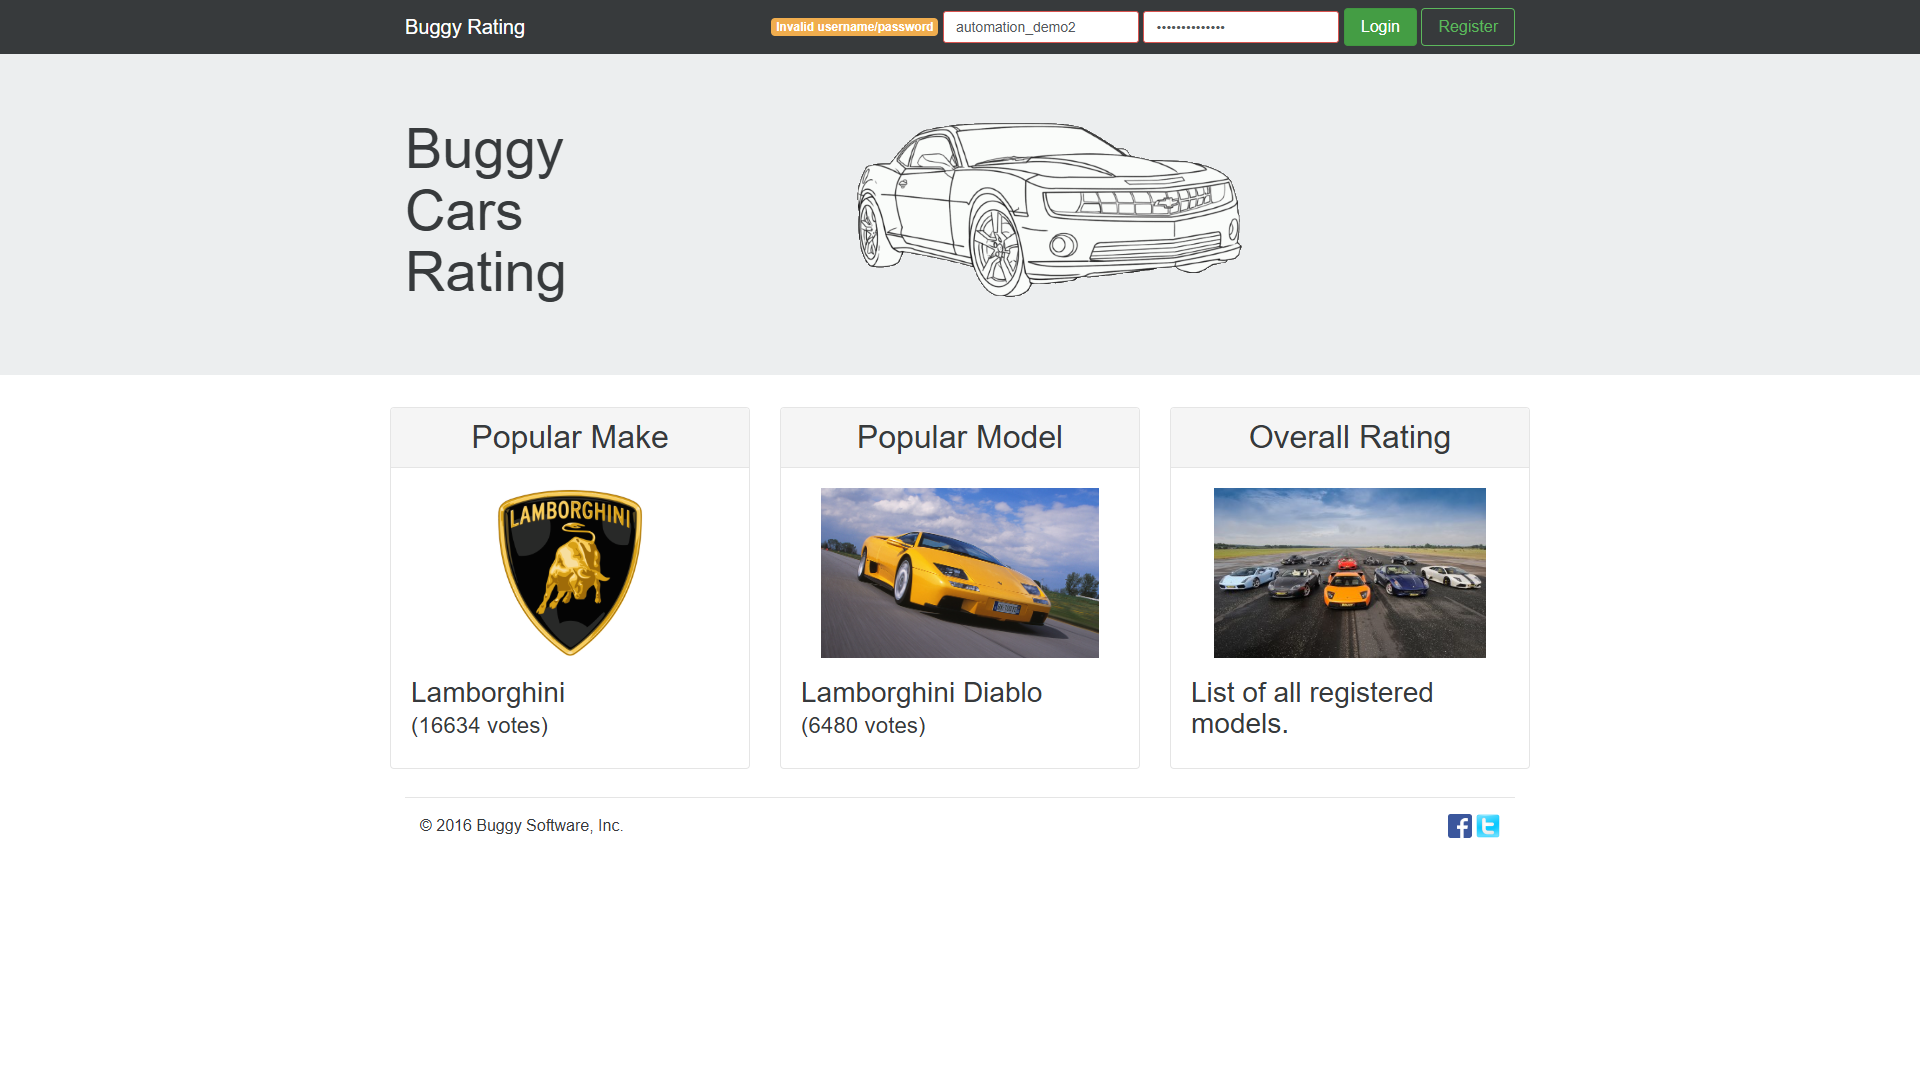 Buggy Rating
Invalid username/password
automation_demo2
••••••••••••••
Login
Register
Buggy
Cars
Rating
Popular Make
LAMBORGHINI
Lamborghini
(16634 votes)
Popular Model
Lamborghini Diablo
(6480 votes)
Overall Rating
List of all registered
models.
© 2016 Buggy Software, Inc.